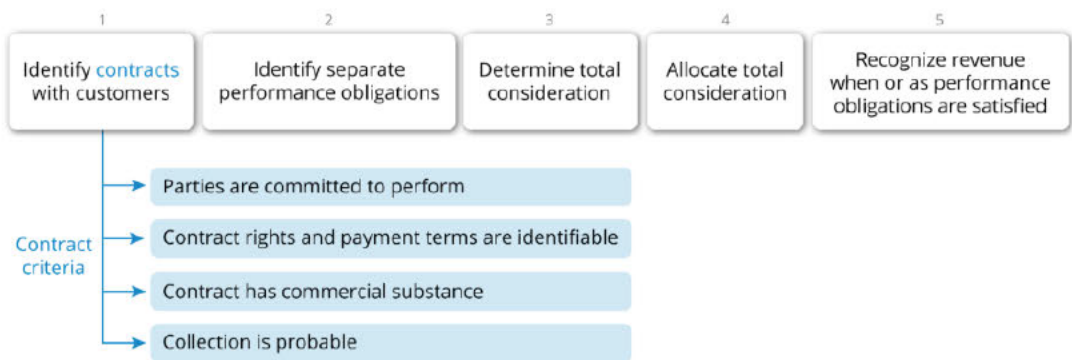 1
2
3
4
5
Identify contracts
with customers
Identify separate
performance obligations
Determine total
consideration
Allocate total
consideration
Recognize revenue
when or as performance
obligations are satisfied
Contract
criteria
Parties are committed to perform
Contract rights and payment terms are identifiable
Contract has commercial substance
Collection is probable